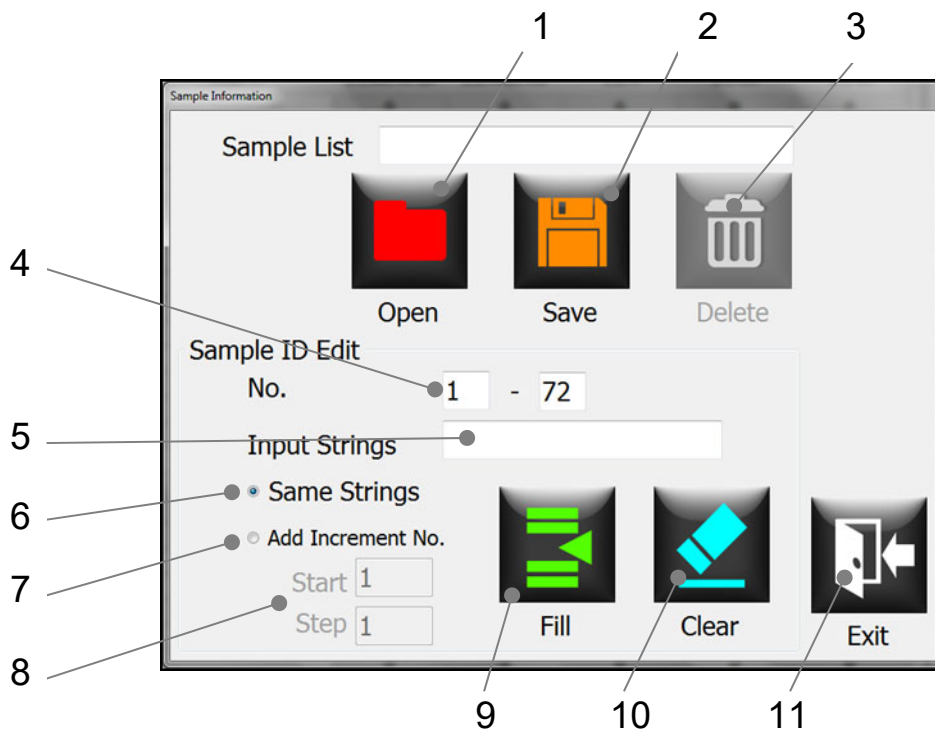 1 2 3
Sample Information
Sample List
Open Save Delete
4
Sample ID Edit
No. 1 - 72
5
Input Strings
6
Same Strings
7
Add Increment No.
Start 1
8
Step 1
Fill Clear Exit
9 10 11